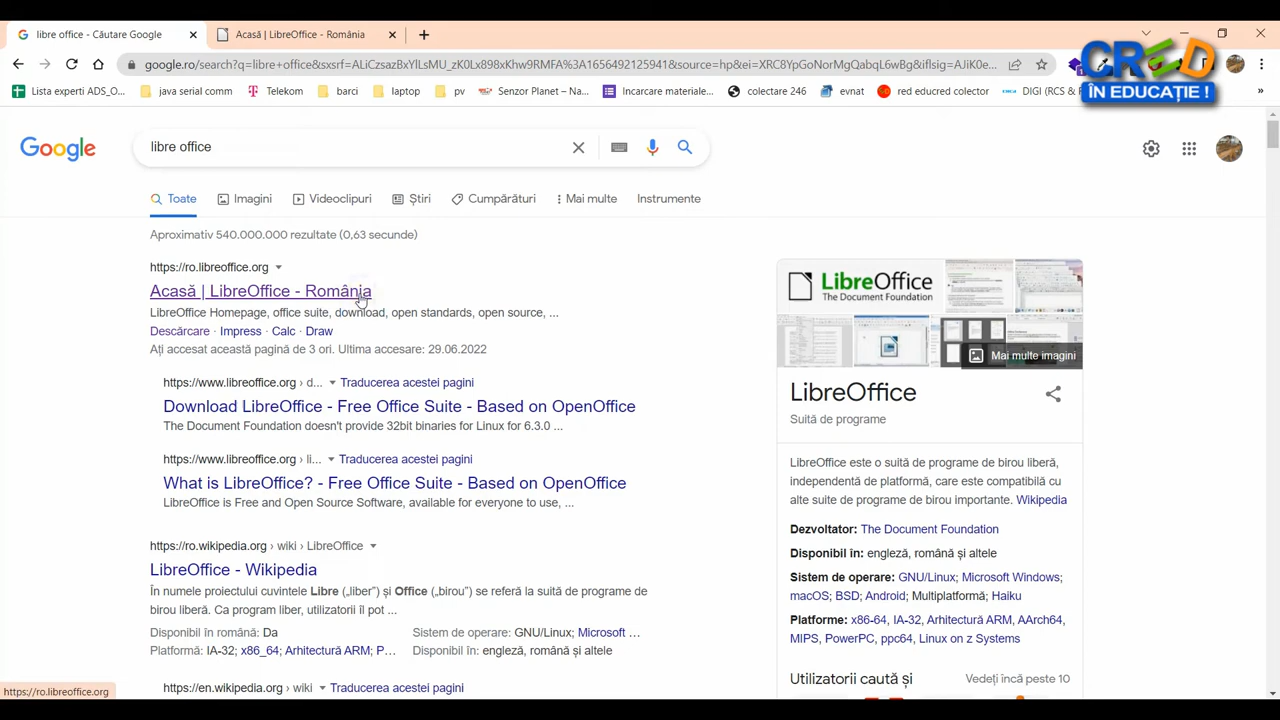 libre office - Căutare Google
Acasă | LibreOffice - România
google.ro/search?q=libre+office&sxsrf=ALiCzsazBxYlLsMU_zK0Lx898xKhw9RMFA%3A1656492125941&source=hp&ei=XRC8YpGoNorMgQabqL6wBg&iflsig=AJiK0e...
Lista experti ADS_O...
java serial comm
Telekom
barci
laptop
pv
Senzor Planet – Na...
Incarcare materiale...
colectare 246
evnat
red educred colector
DIGI (RCS &
»
CRED
ÎN EDUCAȚIE !
Google
libre office
Toate
Imagini
Videoclipuri
Știri
Cumpărături
Mai multe
Instrumente
Aproximativ 540.000.000 rezultate (0,63 secunde)
https://ro.libreoffice.org
Acasă | LibreOffice - România
LibreOffice Homepage, office suite, download, open standards, open source, ...
Descărcare · Impress · Calc · Draw
Ați accesat această pagină de 3 ori. Ultima accesare: 29.06.2022
https://www.libreoffice.org › d... Traducerea acestei pagini
Download LibreOffice - Free Office Suite - Based on OpenOffice
The Document Foundation doesn't provide 32bit binaries for Linux for 6.3.0 ...
https://www.libreoffice.org › li... Traducerea acestei pagini
What is LibreOffice? - Free Office Suite - Based on OpenOffice
LibreOffice is Free and Open Source Software, available for everyone to use, ...
https://ro.wikipedia.org › wiki › LibreOffice
LibreOffice - Wikipedia
În numele proiectului cuvintele Libre („liber”) și Office („birou”) se referă la suită de programe de
birou liberă. Ca program liber, utilizatorii îl pot ...
Disponibil în română: Da
Sistem de operare: GNU/Linux; Microsoft ...
Platformă: IA-32; x86_64; Arhitectură ARM; P...
Disponibil în: engleză, română și altele
https://en.wikipedia.org › wiki Traducerea acestei pagini
LibreOffice
The Document Foundation
Mai multe imagini
LibreOffice
Suită de programe
LibreOffice este o suită de programe de birou liberă,
independentă de platformă, care este compatibilă cu
alte suite de programe de birou importante. Wikipedia
Dezvoltator: The Document Foundation
Disponibil în: engleză, română și altele
Sistem de operare: GNU/Linux; Microsoft Windows;
macOS; BSD; Android; Multiplatformă; Haiku
Platforme: x86-64, IA-32, Arhitectură ARM, AArch64,
MIPS, PowerPC, ppc64, Linux on z Systems
Utilizatorii caută și
Vedeți încă peste 10
https://ro.libreoffice.org